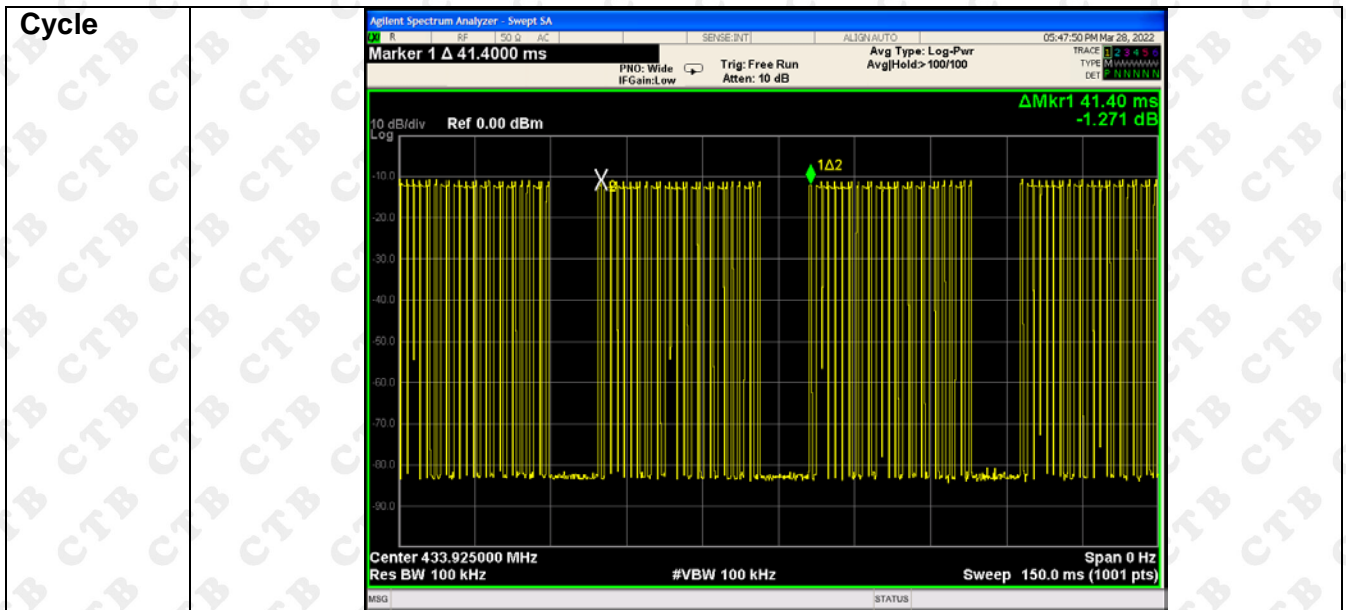 Cycle
Agilent Spectrum Analyzer - Swept SA
R RF 50 Ω AC SENSE:INT ALIGN AUTO 05:47:50 PM Mar 28, 2022
Marker 1 Δ 41.4000 ms
PNO: Wide
IFGain:Low
Trig: Free Run
Atten: 10 dB
Avg Type: Log-Pwr
Avg|Hold:>100/100
TRACE 1 2 3 4 5 6
TYPE M
DET P N N N N N
ΔMkr1 41.40 ms
-1.271 dB
10 dB/div Ref 0.00 dBm
Log
1Δ2
-10.0
-20.0
-30.0
-40.0
-50.0
-60.0
-70.0
-80.0
-90.0
Center 433.925000 MHz Span 0 Hz
Res BW 100 kHz #VBW 100 kHz Sweep 150.0 ms (1001 pts)
MSG STATUS
CTB